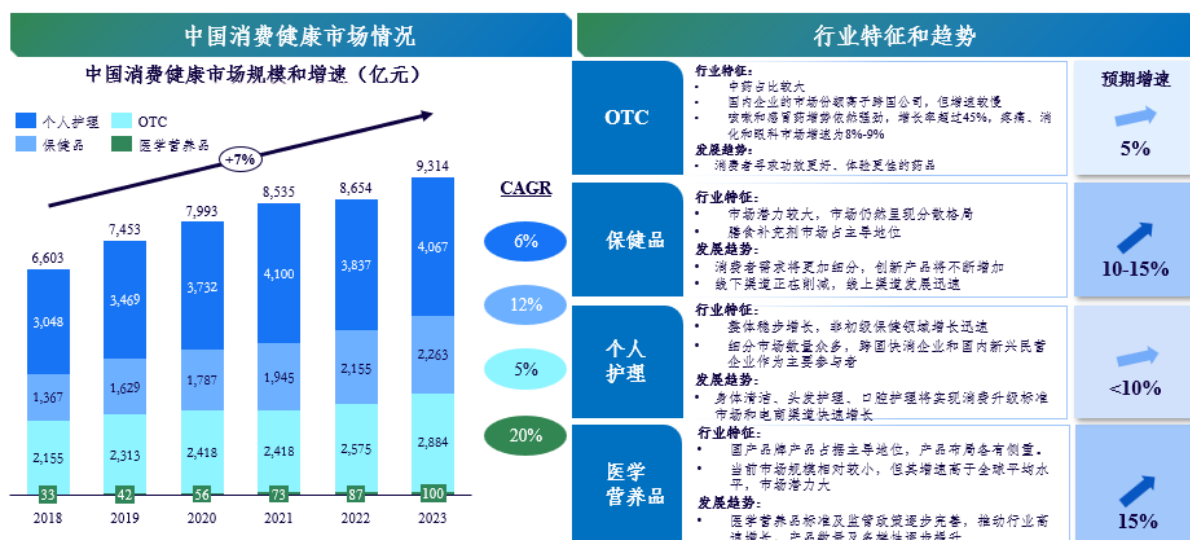 中国消费健康市场情况
中国消费健康市场规模和增速（亿元）
个人护理
OTC
保健品
医学营养品
+7%
6,603
7,453
7,993
8,535
8,654
9,314
3,048
3,469
3,732
4,100
3,837
4,067
1,367
1,629
1,787
1,945
2,155
2,263
2,155
2,313
2,418
2,418
2,575
2,884
33
42
56
73
87
100
2018
2019
2020
2021
2022
2023
CAGR
6%
12%
5%
20%
行业特征和趋势
预期增速
OTC
行业特征：
• 中药占比较大
• 国内企业的市场份额高于跨国公司，但增速较慢
• 咳嗽和感冒药增势依然强劲，增长率超过45%，疼痛、消
化和眼科市场增速为8%-9%
发展趋势：
• 消费者寻求功效更好、体验更佳的药品
5%
保健品
行业特征：
• 市场潜力较大，市场仍然呈现分散格局
• 膳食补充剂市场占主导地位
发展趋势：
• 消费者需求将更加细分，创新产品将不断增加
• 线下渠道正在削减，线上渠道发展迅速
10-15%
个人
护理
行业特征：
• 整体稳步增长，非初级保健领域增长迅速
• 细分市场数量众多，跨国快消企业和国内新兴民营
企业作为主要参与者
发展趋势：
• 身体清洁、头发护理、口腔护理将实现消费升级标准
市场和电商渠道快速增长
<10%
医学
营养品
行业特征：
• 国产品牌产品占据主导地位，产品布局各有侧重。
• 当前市场规模相对较小，但其增速高于全球平均水
平，市场潜力大
发展趋势：
• 医学营养品标准及监管政策逐步完善，推动行业高
速增长，产品数量及多样性逐步提升
15%